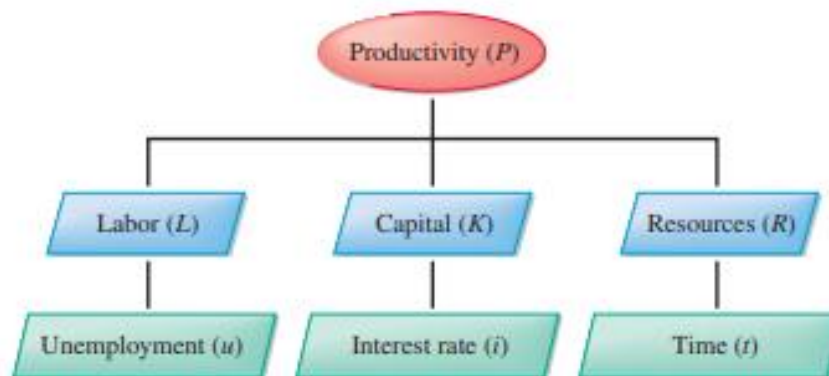 Productivity (P)
Labor (L)
Capital (K)
Resources (R)
Unemployment (u)
Interest rate (i)
Time (t)